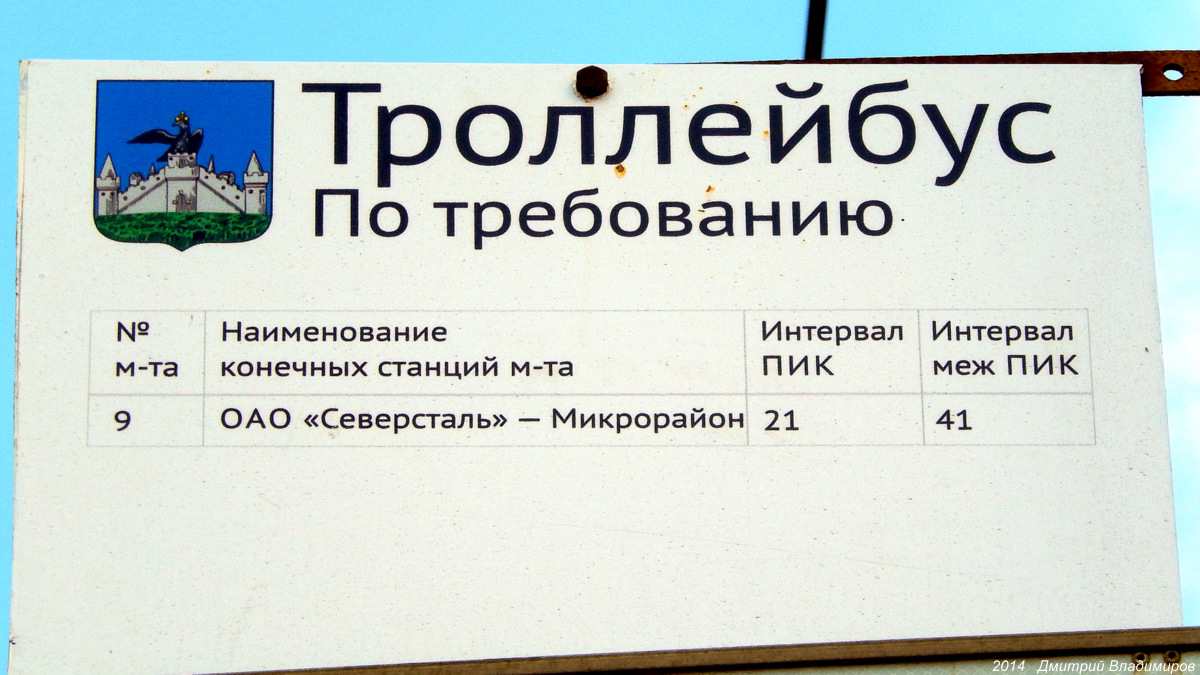 Троллейбус
По требованию
№ м-та
Наименование конечных станций м-та
Интервал ПИК
Интервал меж ПИК
9
ОАО «Северсталь» — Микрорайон
21
41
2014 Дмитрий Владимиров